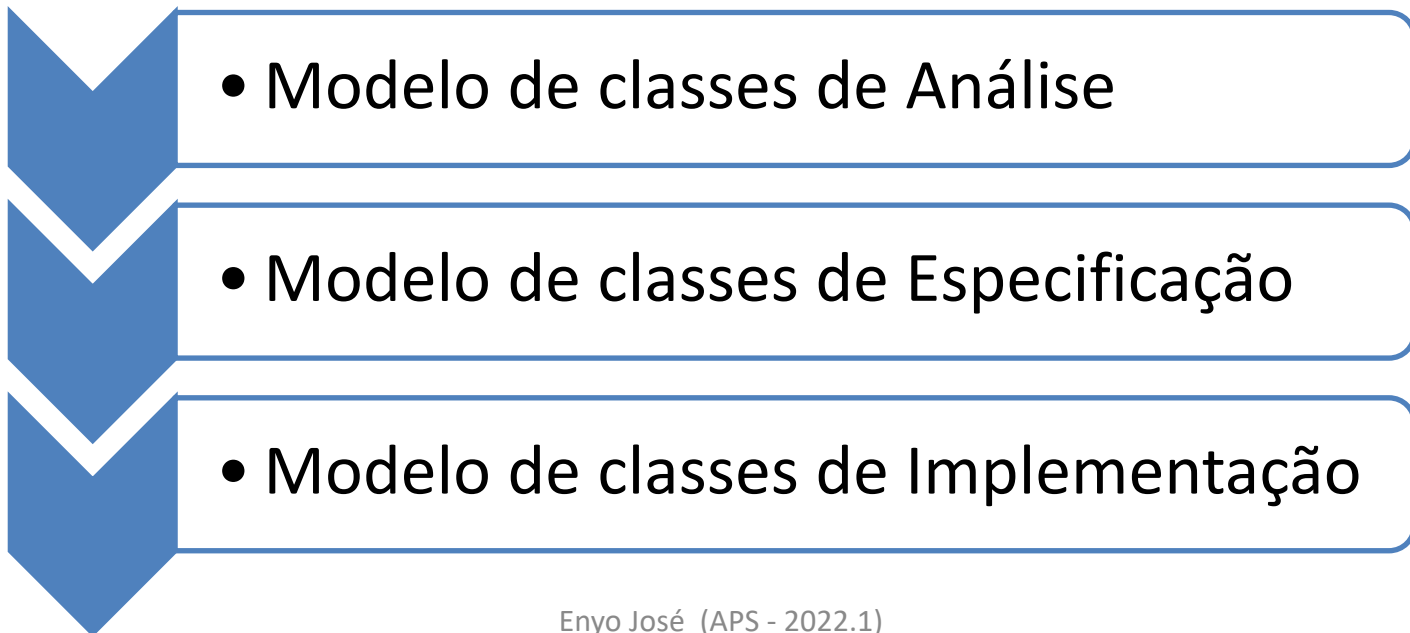 • Modelo de classes de Análise
• Modelo de classes de Especificação
• Modelo de classes de Implementação
Enyo José (APS - 2022.1)